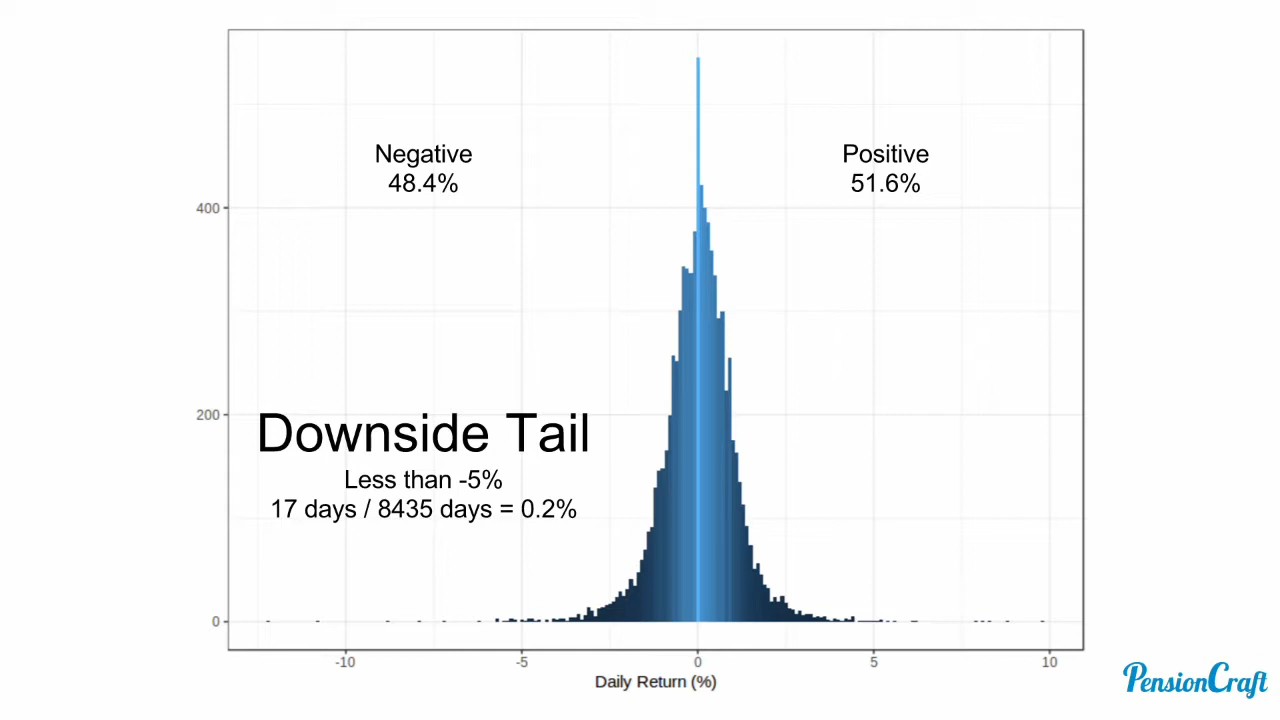 Negative
48.4%
Positive
51.6%
400
200
0
Downside Tail
Less than -5%
17 days / 8435 days = 0.2%
-10
-5
0
5
10
Daily Return (%)
PensionCraft